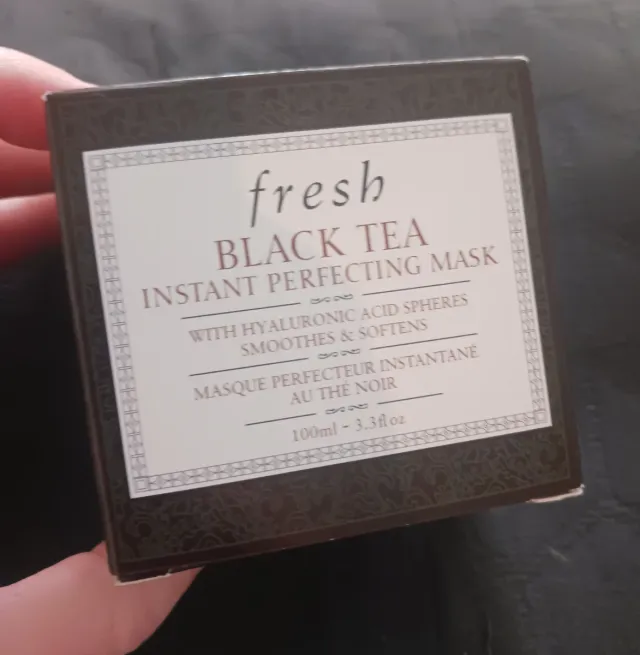 fresh
BLACK TEA
INSTANT PERFECTING MASK
WITH HYALURONIC ACID SPHERES
SMOOTHES & SOFTENS
MASQUE PERFECTEUR INSTANTANÉ
AU THÉ NOIR
100ml - 3.3fl oz